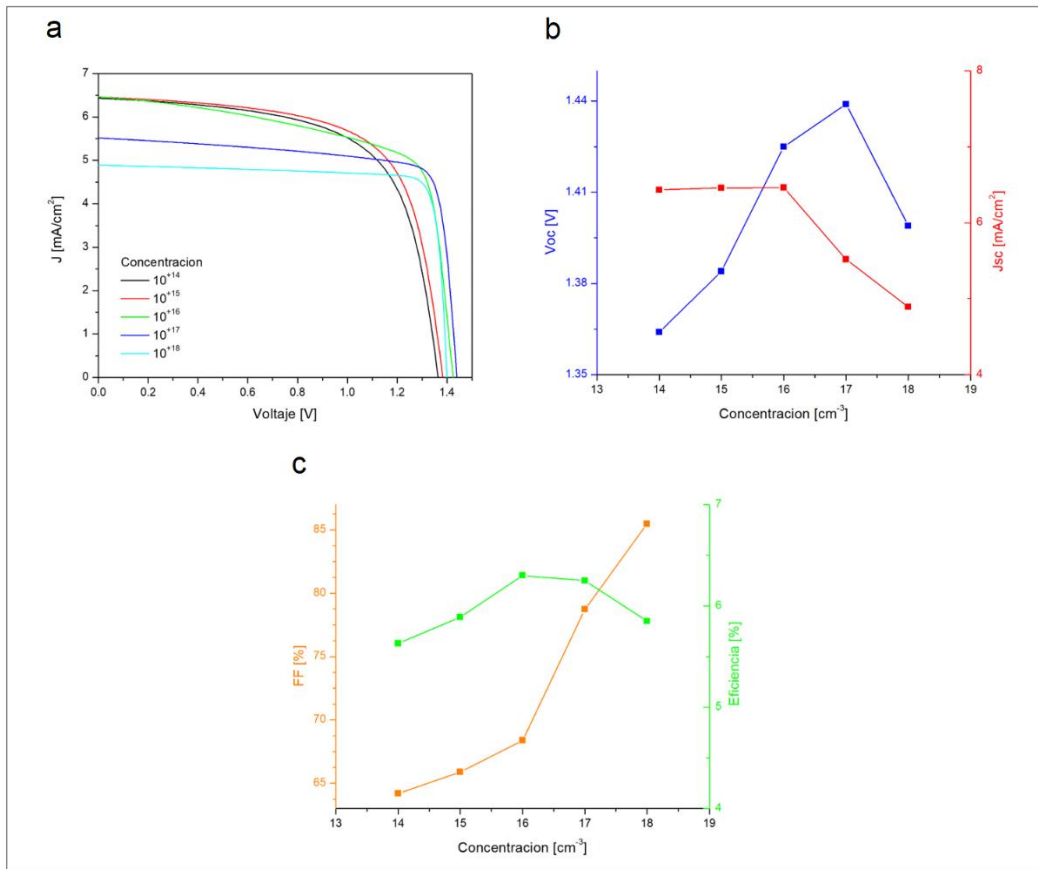 a
7
6
5
4
3
2
1
0
J [mA/cm²]
Concentracion
10⁺¹⁴
10⁺¹⁵
10⁺¹⁶
10⁺¹⁷
10⁺¹⁸
0.0 0.2 0.4 0.6 0.8 1.0 1.2 1.4
Voltaje [V]
b
1.44
1.41
1.38
1.35
Voc [V]
8
6
4
Jsc [mA/cm²]
13 14 15 16 17 18 19
Concentracion [cm⁻³]
c
85
80
75
70
65
FF [%]
7
6
5
4
Eficiencia [%]
13 14 15 16 17 18 19
Concentracion [cm⁻³]